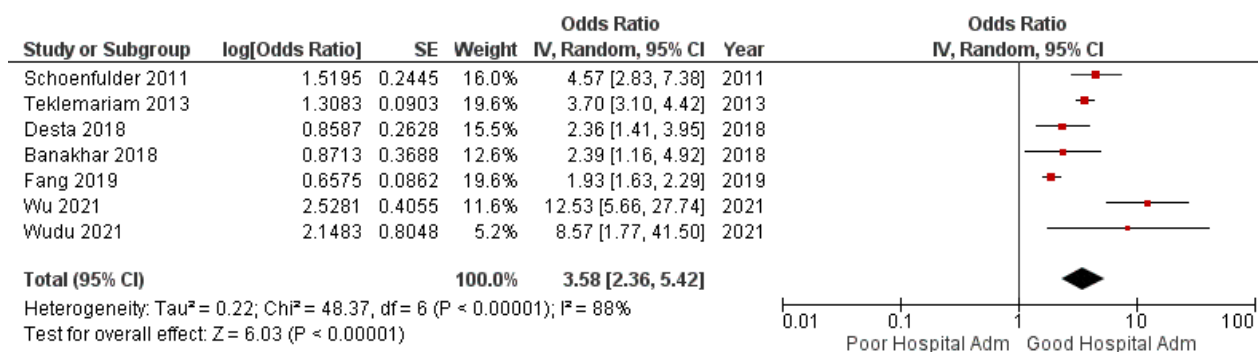 Odds Ratio Odds Ratio
Study or Subgroup log[Odds Ratio] SE Weight IV, Random, 95% CI Year IV, Random, 95% CI
Schoenfulder 2011 1.5195 0.2445 16.0% 4.57 [2.83, 7.38] 2011
Teklemariam 2013 1.3083 0.0903 19.6% 3.70 [3.10, 4.42] 2013
Desta 2018 0.8587 0.2628 15.5% 2.36 [1.41, 3.95] 2018
Banakhar 2018 0.8713 0.3688 12.6% 2.39 [1.16, 4.92] 2018
Fang 2019 0.6575 0.0862 19.6% 1.93 [1.63, 2.29] 2019
Wu 2021 2.5281 0.4055 11.6% 12.53 [5.66, 27.74] 2021
Wudu 2021 2.1483 0.8048 5.2% 8.57 [1.77, 41.50] 2021
Total (95% CI) 100.0% 3.58 [2.36, 5.42]
Heterogeneity: Tau² = 0.22; Chi² = 48.37, df = 6 (P < 0.00001); I² = 88%
Test for overall effect: Z = 6.03 (P < 0.00001)
0.01 0.1 1 10 100
Poor Hospital Adm Good Hospital Adm